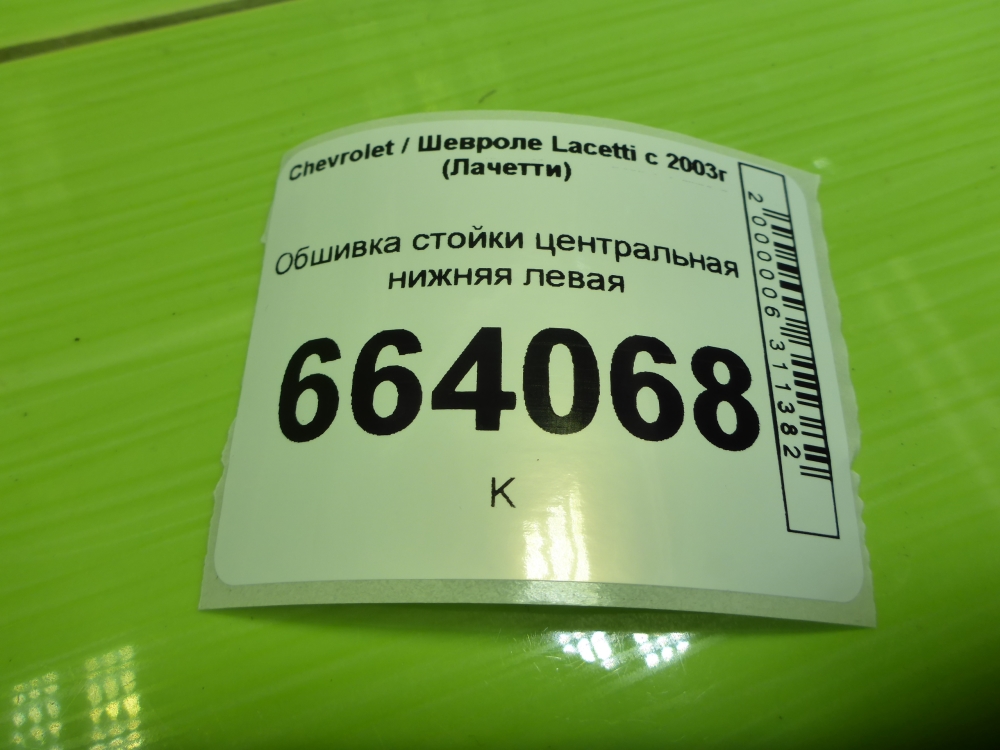 Chevrolet / Шевроле Lacetti с 2003г
(Лачетти)
Обшивка стойки центральная
нижняя левая
664068
К
2000006311382